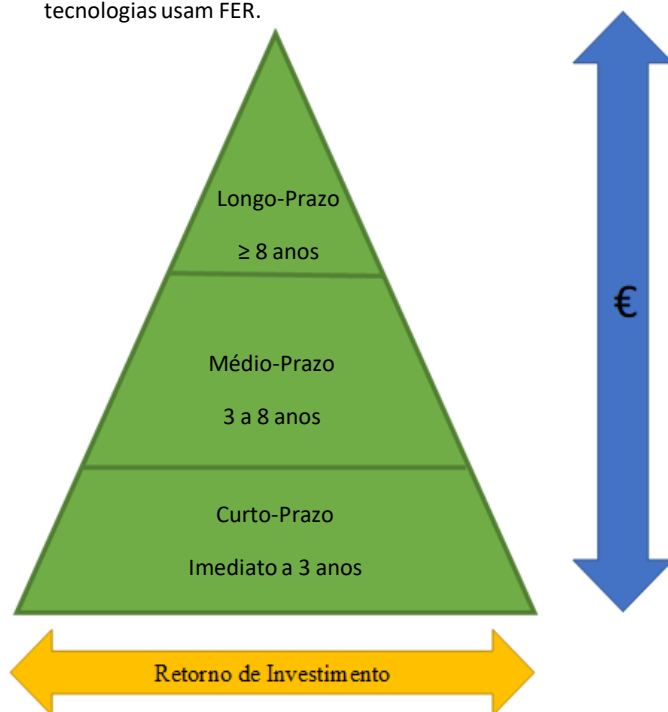 tecnologias usam FER.
Longo-Prazo
≥ 8 anos
€
Médio-Prazo
3 a 8 anos
Curto-Prazo
Imediato a 3 anos
Retorno de Investimento